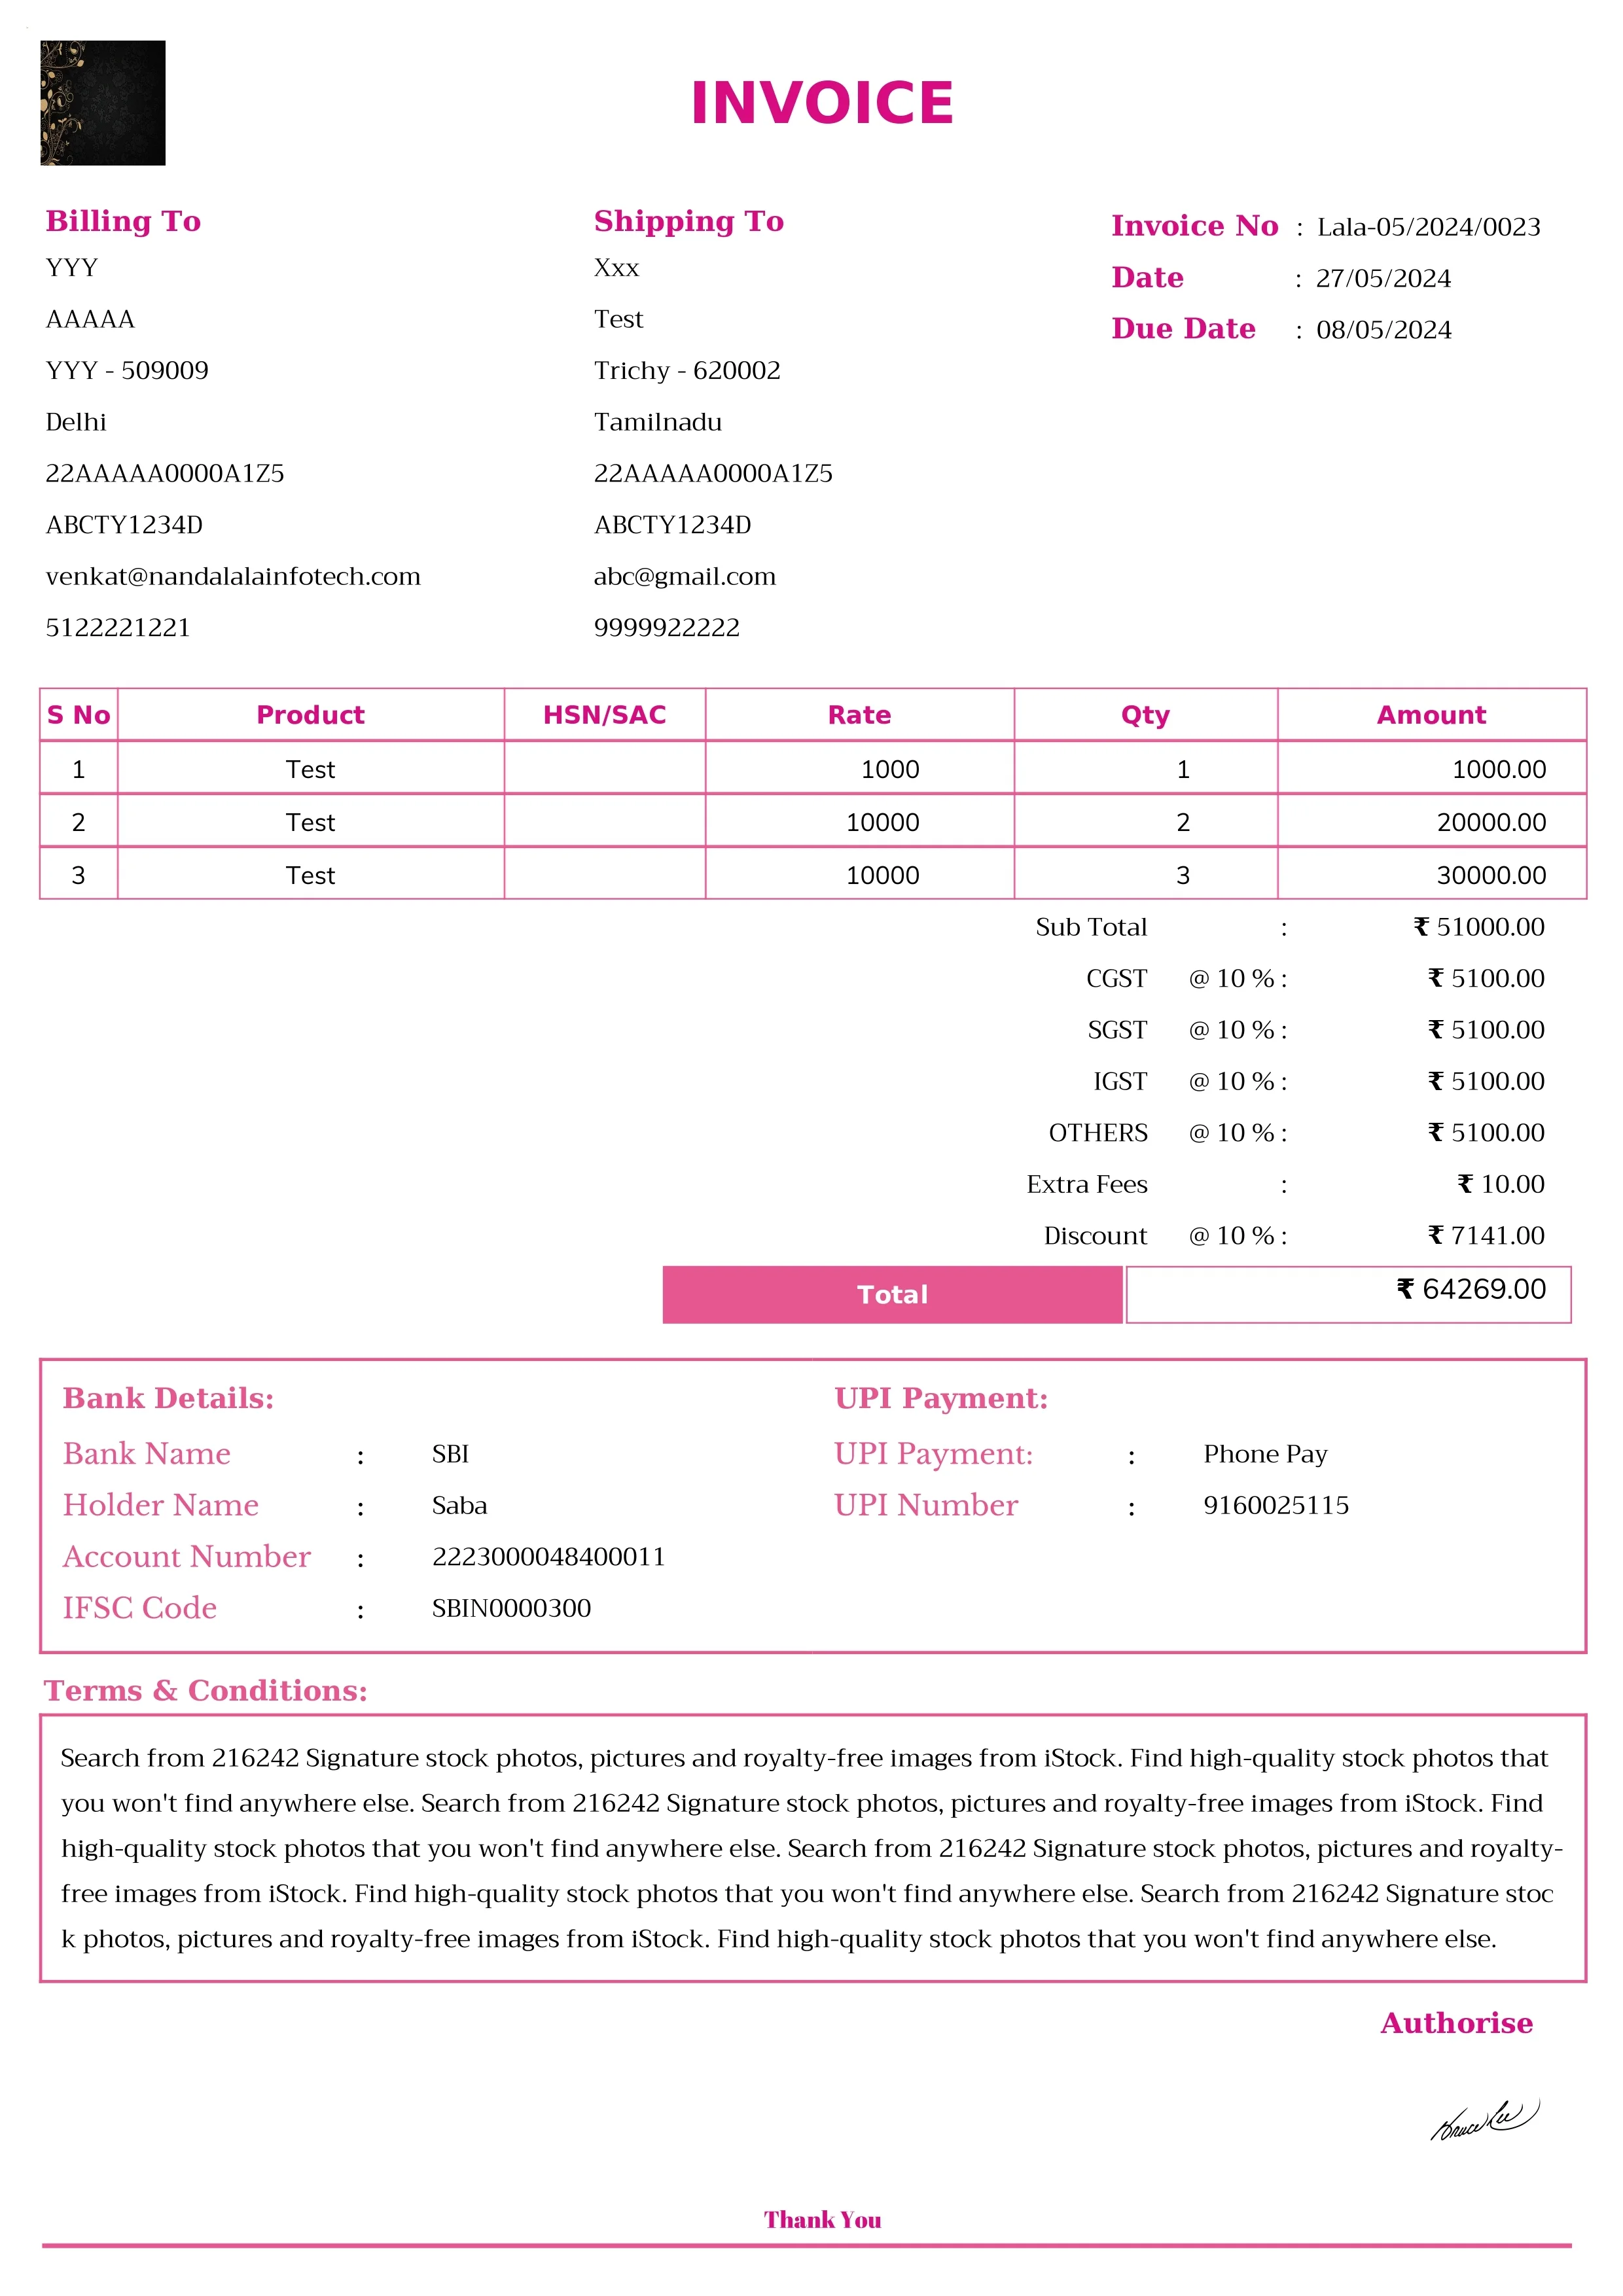 INVOICE
Billing To
YYY
AAAAA
YYY - 509009
Delhi
22AAAAA0000A1Z5
ABCTY1234D
venkat@nandalalainfotech.com
5122221221
Shipping To
Xxx
Test
Trichy - 620002
Tamilnadu
22AAAAA0000A1Z5
ABCTY1234D
abc@gmail.com
9999922222
Invoice No : Lala-05/2024/0023
Date : 27/05/2024
Due Date : 08/05/2024
S No Product HSN/SAC Rate Qty Amount
1 Test 1000 1 1000.00
2 Test 10000 2 20000.00
3 Test 10000 3 30000.00
Sub Total : ₹ 51000.00
CGST @ 10 % : ₹ 5100.00
SGST @ 10 % : ₹ 5100.00
IGST @ 10 % : ₹ 5100.00
OTHERS @ 10 % : ₹ 5100.00
Extra Fees : ₹ 10.00
Discount @ 10 % : ₹ 7141.00
Total ₹ 64269.00
Bank Details:
Bank Name : SBI
Holder Name : Saba
Account Number : 2223000048400011
IFSC Code : SBIN0000300
UPI Payment:
UPI Payment: : Phone Pay
UPI Number : 9160025115
Terms & Conditions:
Search from 216242 Signature stock photos, pictures and royalty-free images from iStock. Find high-quality stock photos that
you won't find anywhere else. Search from 216242 Signature stock photos, pictures and royalty-free images from iStock. Find
high-quality stock photos that you won't find anywhere else. Search from 216242 Signature stock photos, pictures and royalty-
free images from iStock. Find high-quality stock photos that you won't find anywhere else. Search from 216242 Signature stoc
k photos, pictures and royalty-free images from iStock. Find high-quality stock photos that you won't find anywhere else.
Authorise
Bruce Lee
Thank You